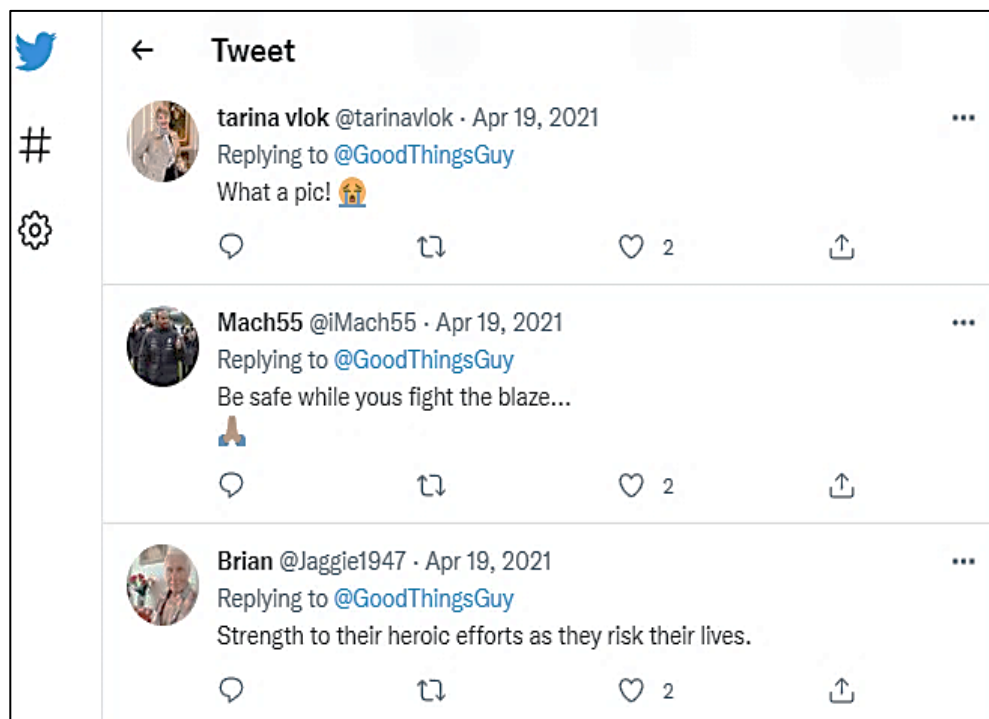 Tweet
tarina vlok @tarinavlok · Apr 19, 2021
Replying to @GoodThingsGuy
What a pic! 😭
2
Mach55 @iMach55 · Apr 19, 2021
Replying to @GoodThingsGuy
Be safe while yous fight the blaze...
🙏🏽
2
Brian @Jaggie1947 · Apr 19, 2021
Replying to @GoodThingsGuy
Strength to their heroic efforts as they risk their lives.
2